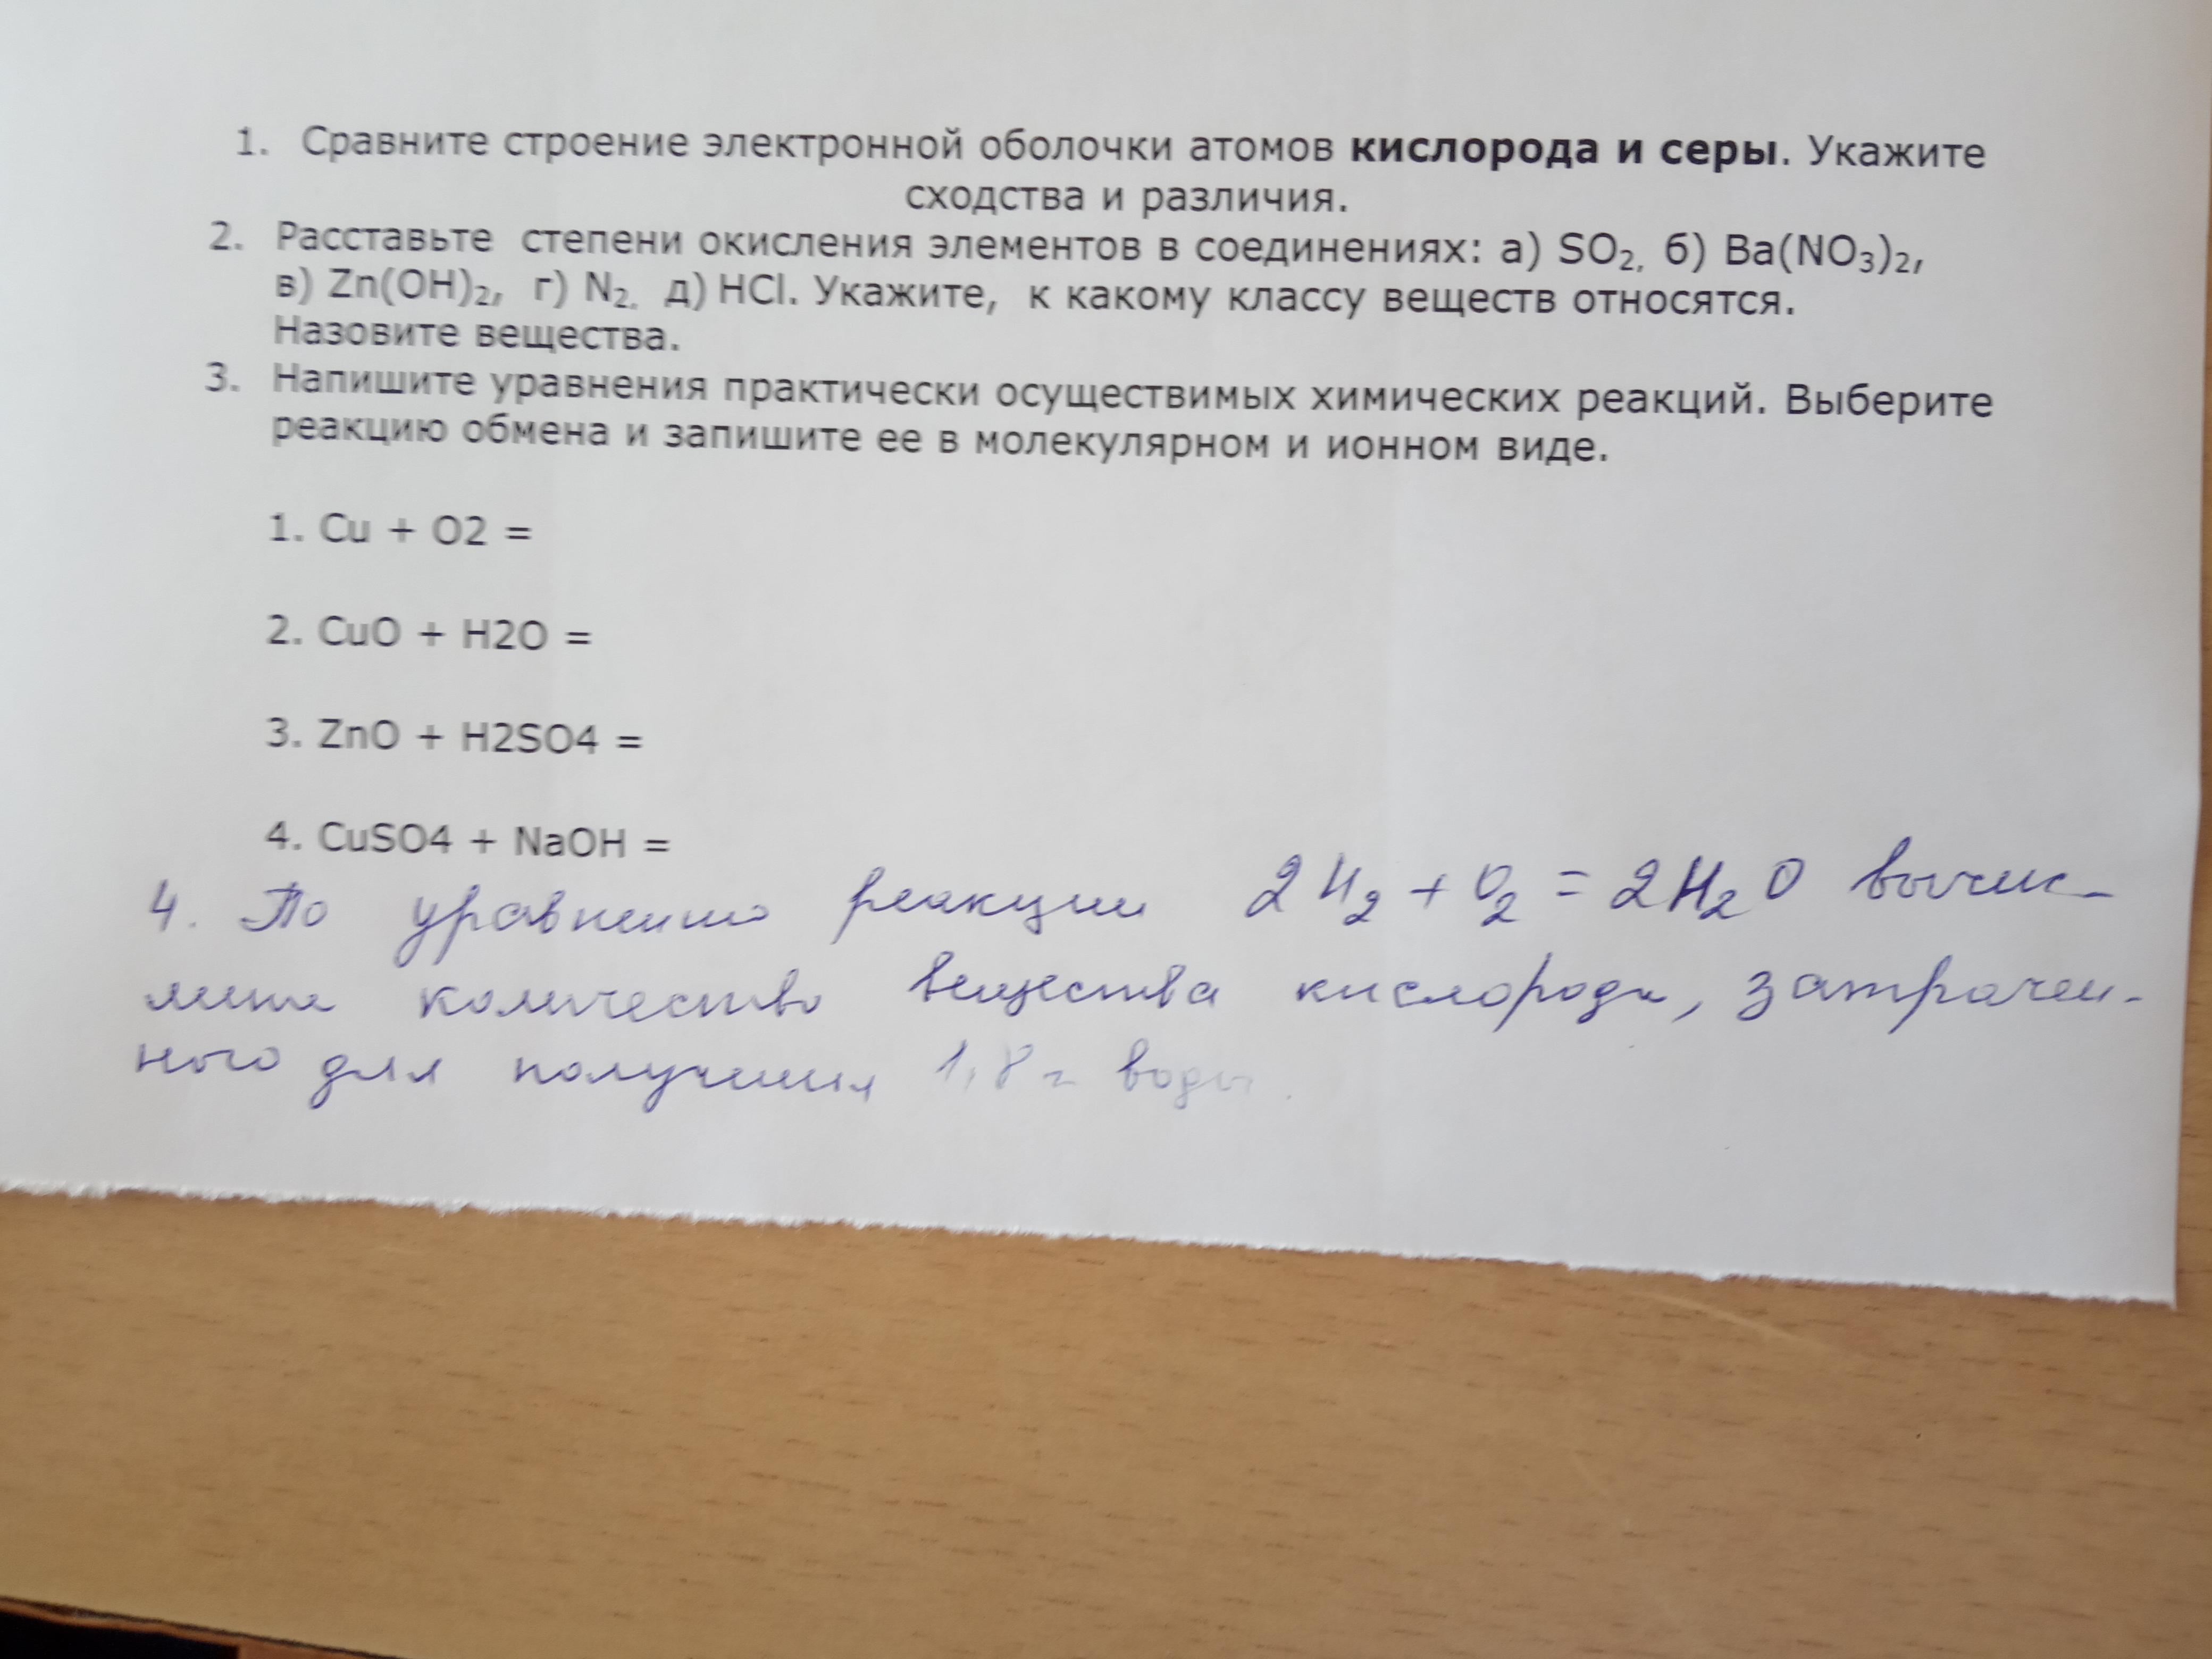 1. Сравните строение электронной оболочки атомов кислорода и серы. Укажите
сходства и различия.
2. Расставьте степени окисления элементов в соединениях: а) SO₂, б) Ba(NO₃)₂,
в) Zn(OH)₂, г) N₂. д) HCl. Укажите, к какому классу веществ относятся.
Назовите вещества.
3. Напишите уравнения практически осуществимых химических реакций. Выберите
реакцию обмена и запишите ее в молекулярном и ионном виде.
1. Cu + O2 =
2. CuO + H2O =
3. ZnO + H2SO4 =
4. CuSO4 + NaOH =
4. По уравнению реакции 2H₂ + O₂ = 2H₂O вычис-
лите количество вещества кислорода, затрачен-
ного для получения 1,8 г воды.